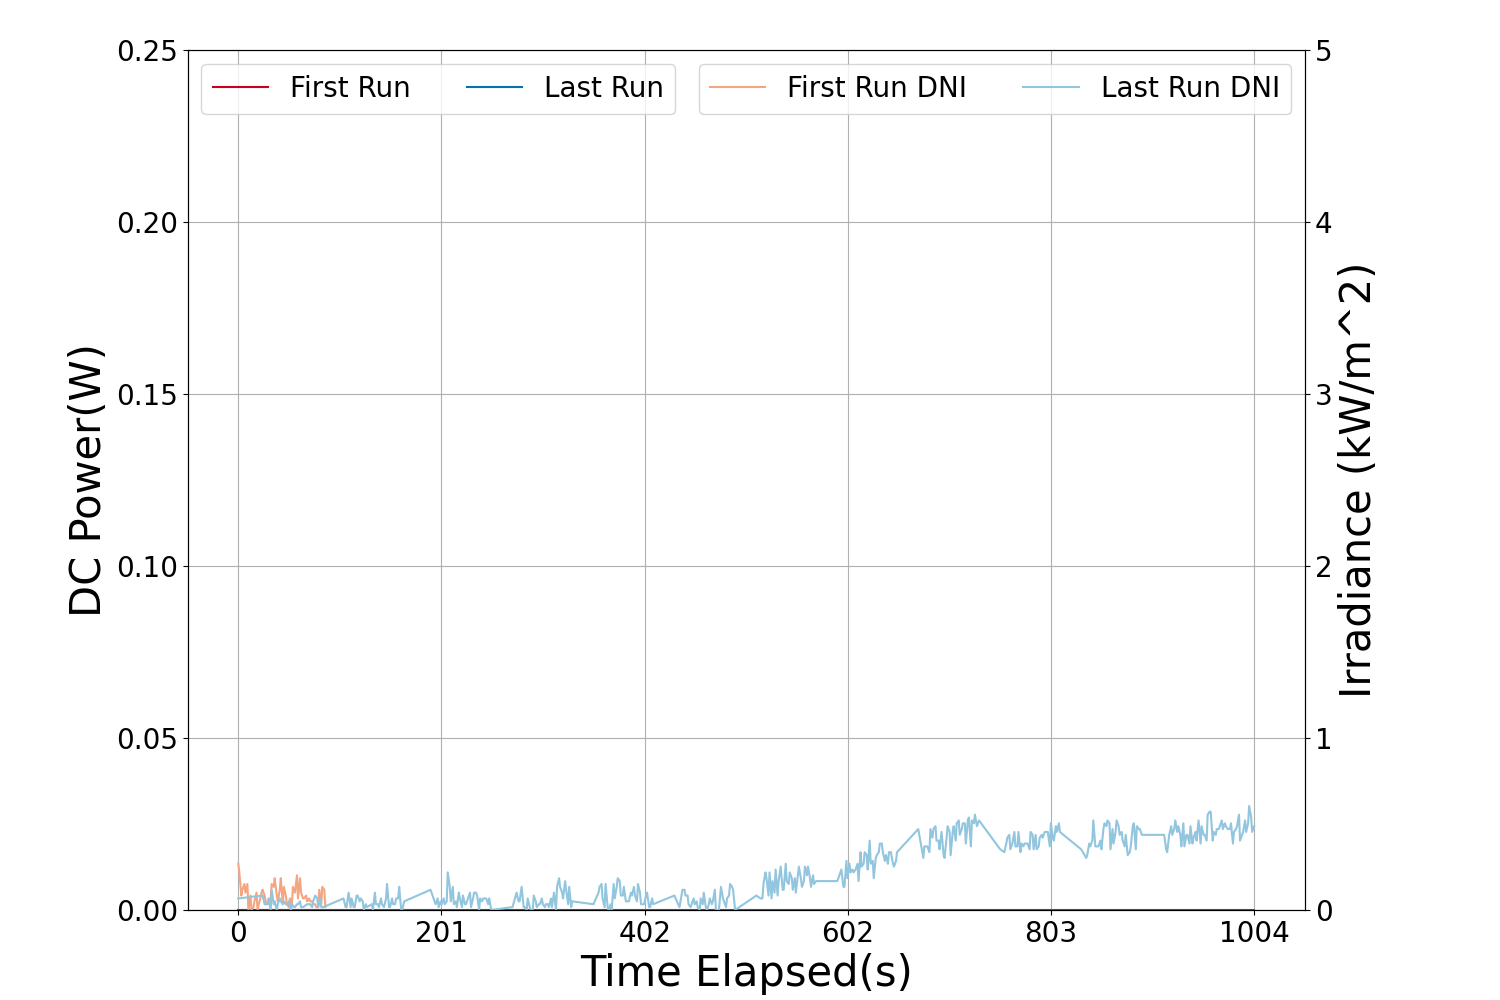 First Run
Last Run
First Run DNI
Last Run DNI
0.25
0.20
0.15
0.10
0.05
0.00
DC Power(W)
5
4
3
2
1
0
Irradiance (kW/m^2)
0 201 402 602 803 1004
Time Elapsed(s)